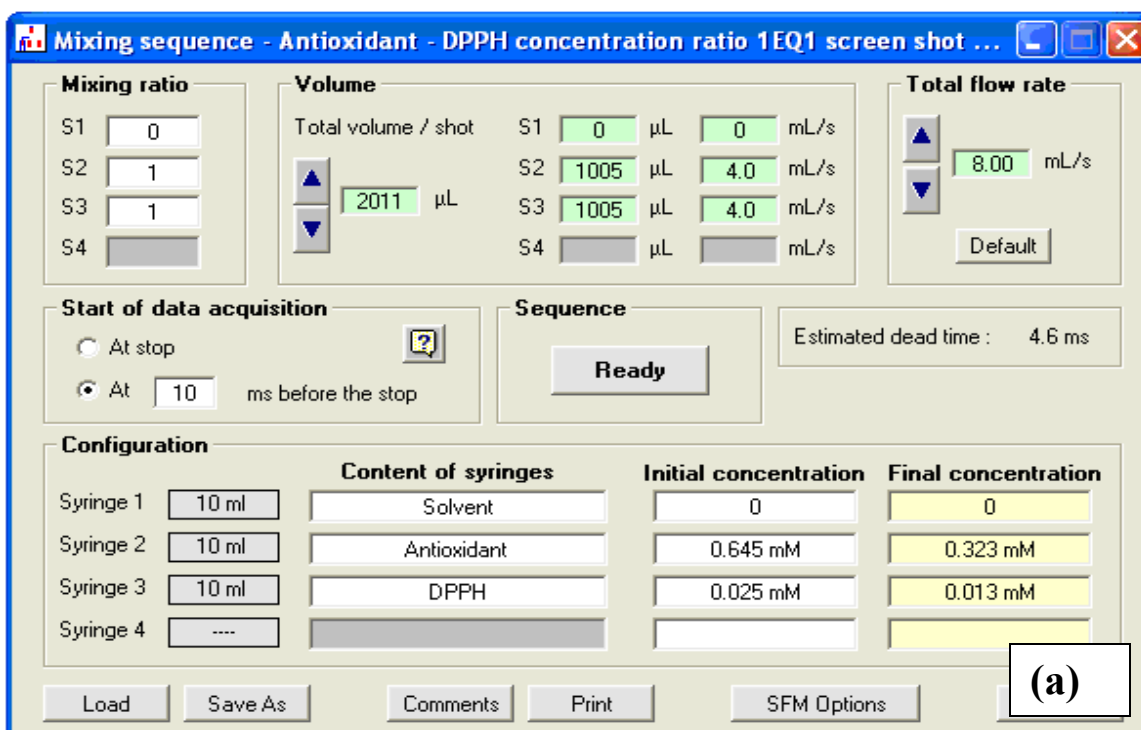 Mixing sequence - Antioxidant - DPPH concentration ratio 1EQ1 screen shot ...
Mixing ratio
S1 0
S2 1
S3 1
S4
Volume
Total volume / shot
2011 µL
S1 0 µL 0 mL/s
S2 1005 µL 4.0 mL/s
S3 1005 µL 4.0 mL/s
S4 µL mL/s
Total flow rate
8.00 mL/s
Default
Start of data acquisition
At stop
At 10 ms before the stop
?
Sequence
Ready
Estimated dead time : 4.6 ms
Configuration
Content of syringes Initial concentration Final concentration
Syringe 1 10 ml Solvent 0 0
Syringe 2 10 ml Antioxidant 0.645 mM 0.323 mM
Syringe 3 10 ml DPPH 0.025 mM 0.013 mM
Syringe 4 ----
Load Save As Comments Print SFM Options
(a)